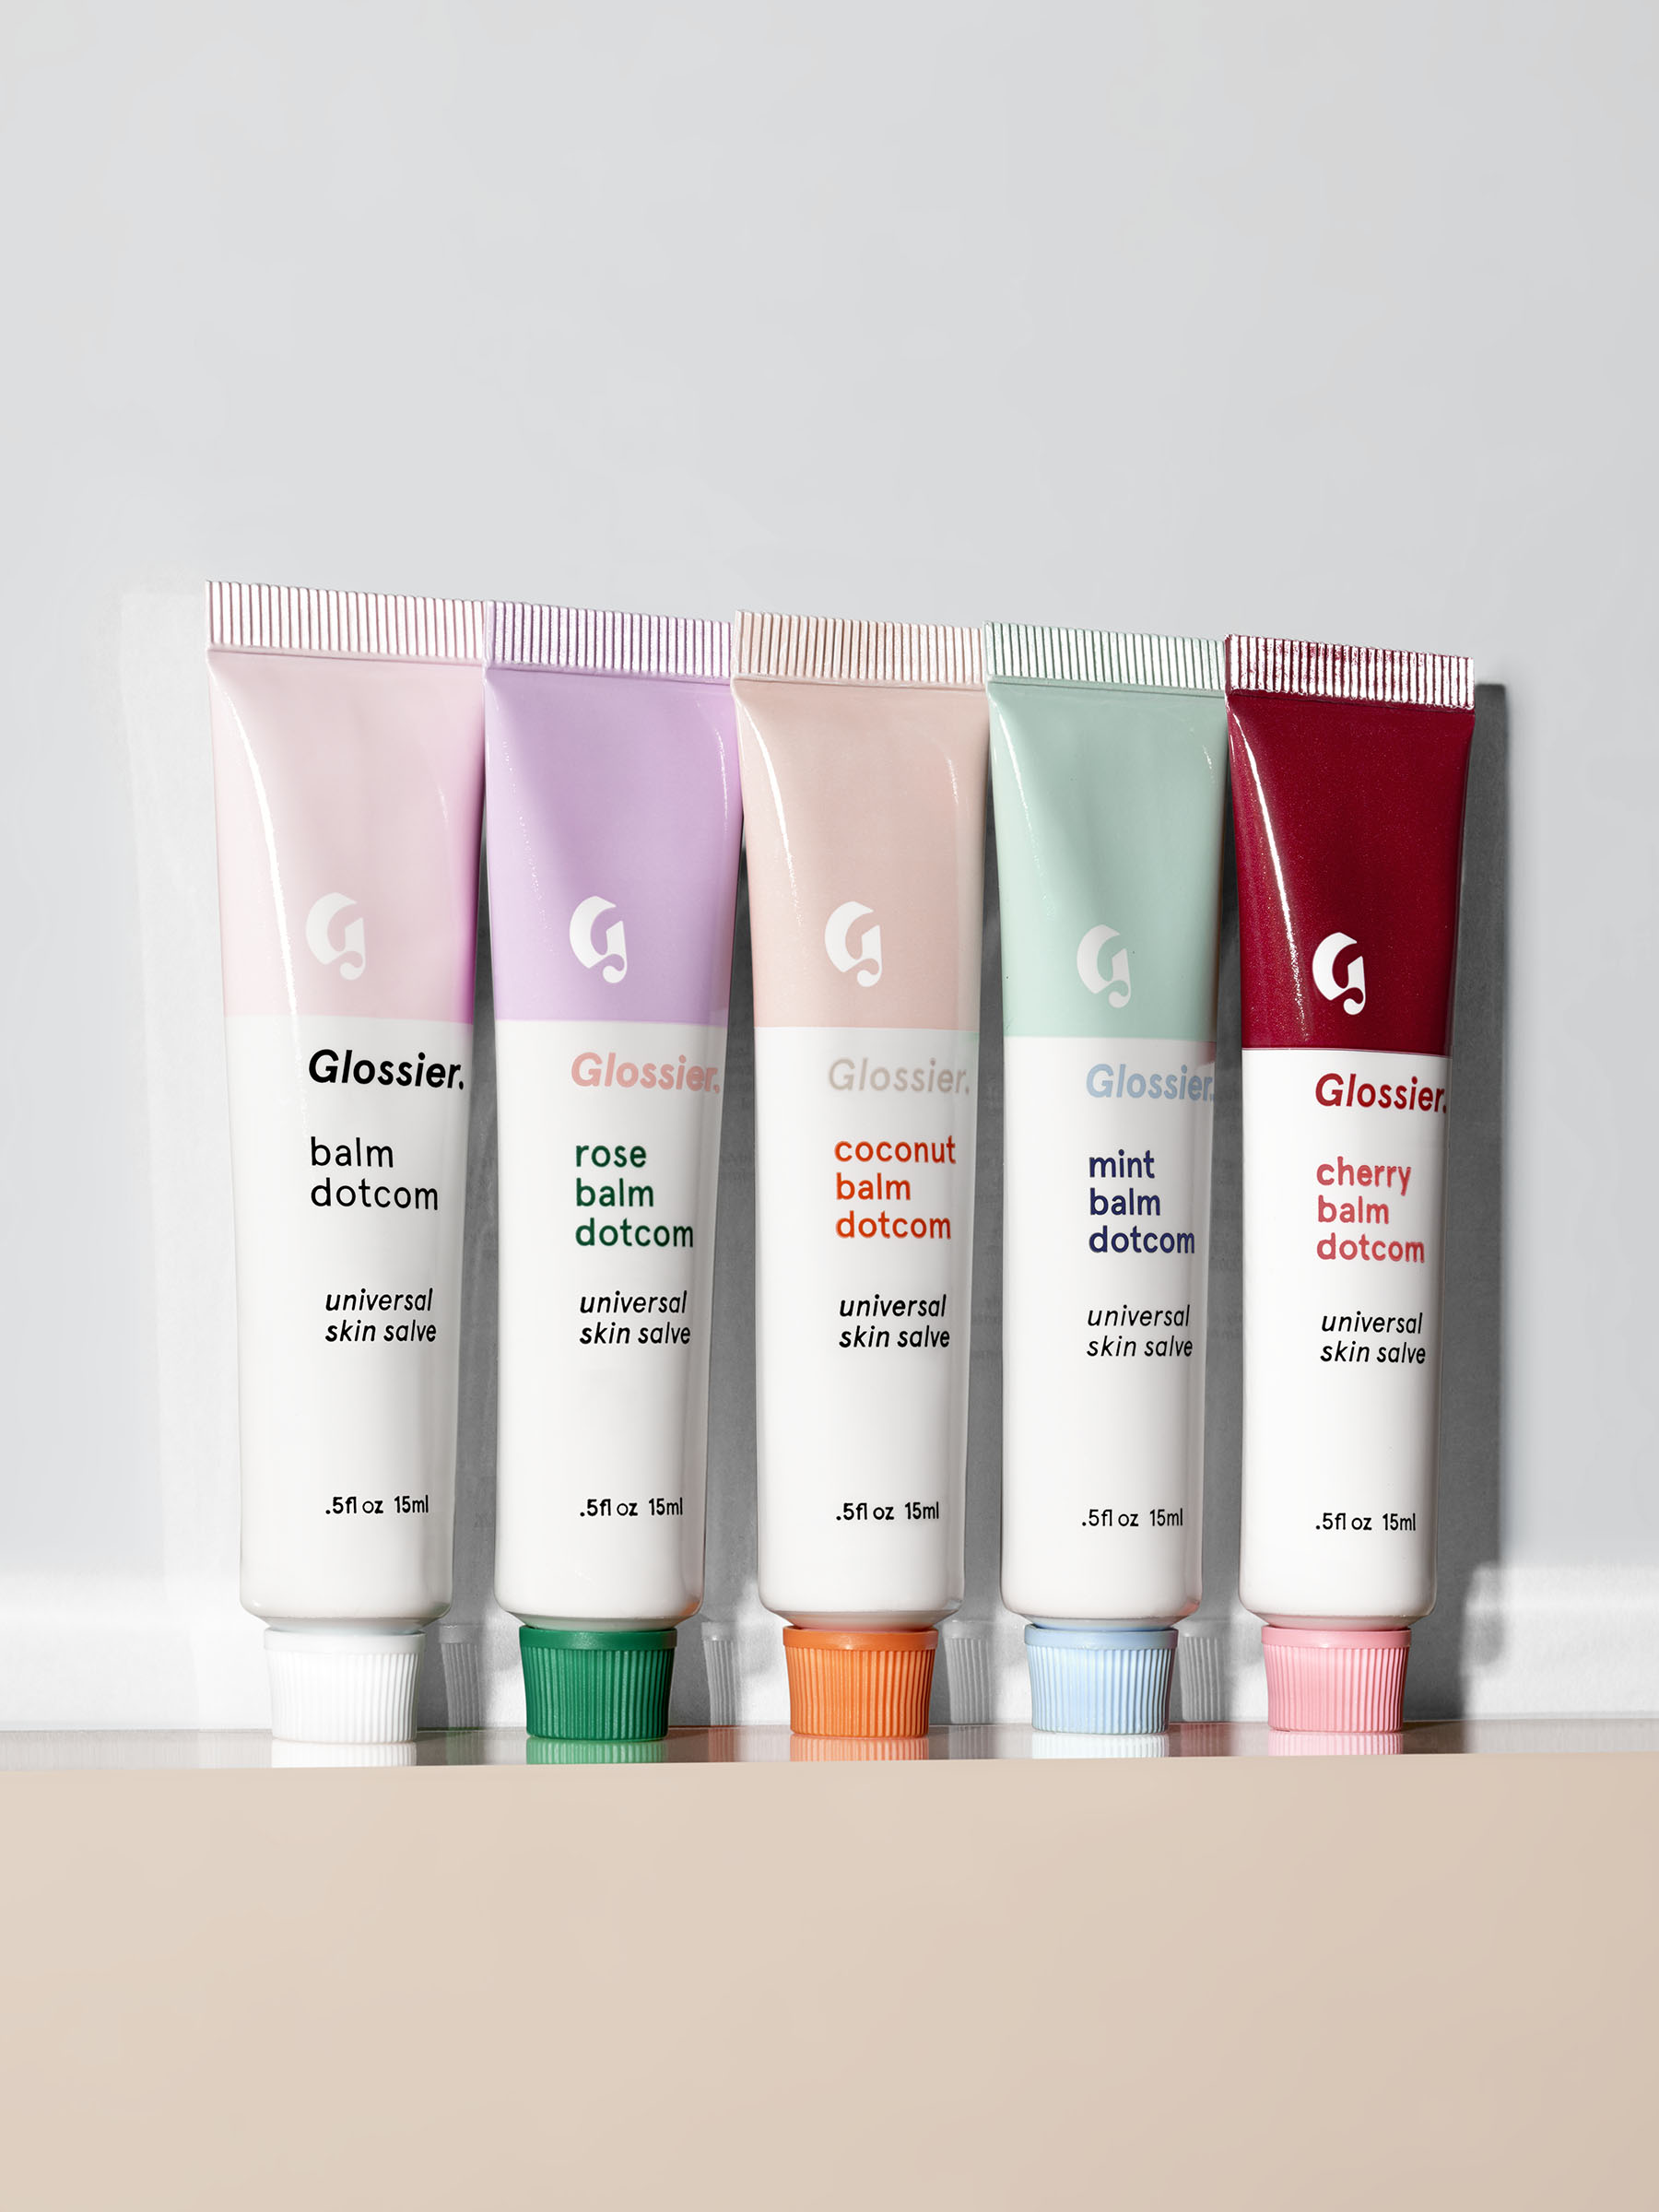 G
Glossier.
balm
dotcom
universal
skin salve
.5fl oz 15ml
G
Glossier.
rose
balm
dotcom
universal
skin salve
.5fl oz 15ml
G
Glossier.
coconut
balm
dotcom
universal
skin salve
.5fl oz 15ml
G
Glossier.
mint
balm
dotcom
universal
skin salve
.5fl oz 15ml
G
Glossier.
cherry
balm
dotcom
universal
skin salve
.5fl oz 15ml